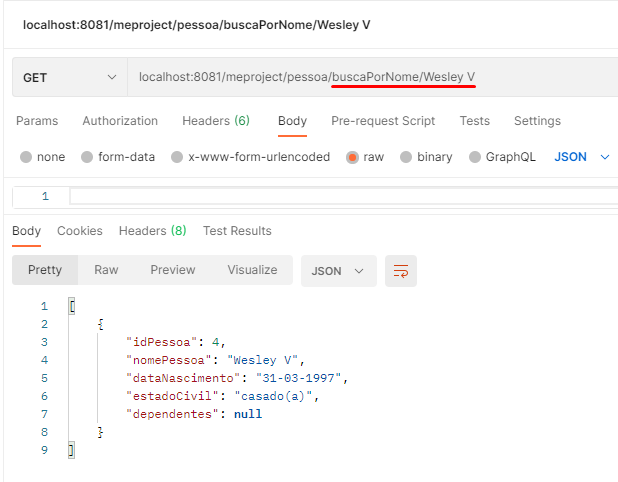 localhost:8081/meproject/pessoa/buscaPorNome/Wesley V
GET localhost:8081/meproject/pessoa/buscaPorNome/Wesley V
Params Authorization Headers (6) Body Pre-request Script Tests Settings
none form-data x-www-form-urlencoded raw binary GraphQL JSON
1
Body Cookies Headers (8) Test Results
Pretty Raw Preview Visualize JSON
1 [
2 {
3 "idPessoa": 4,
4 "nomePessoa": "Wesley V",
5 "dataNascimento": "31-03-1997",
6 "estadoCivil": "casado(a)",
7 "dependentes": null
8 }
9 ]